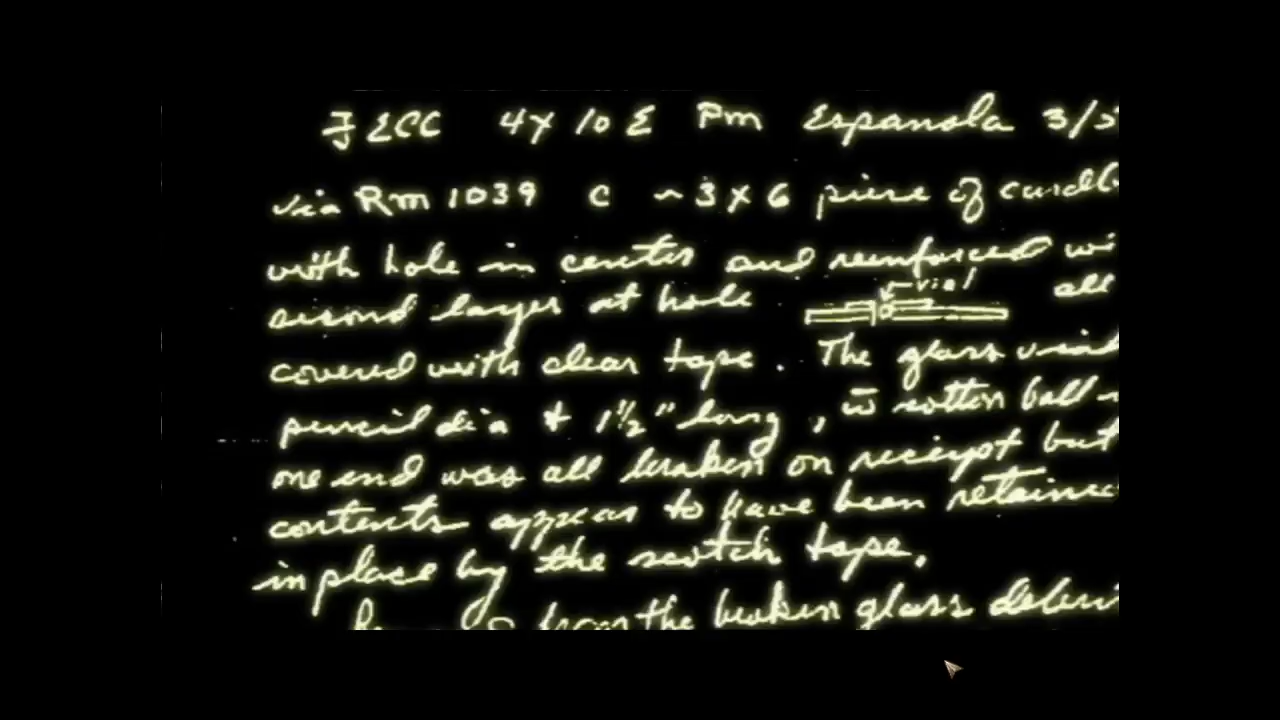 ECC 4 x 10 E Pm Espanola 3/
via Rm 1039 C ~ 3 x 6 piece of cardb
with hole in center and reinforced wi
second layer at hole vial all
covered with clear tape. The glass vial
pencil dia & 1½" long, w̄ cotton ball
one end was all broken on receipt but
contents appear to have been retained
in place by the scotch tape.
from the broken glass debri